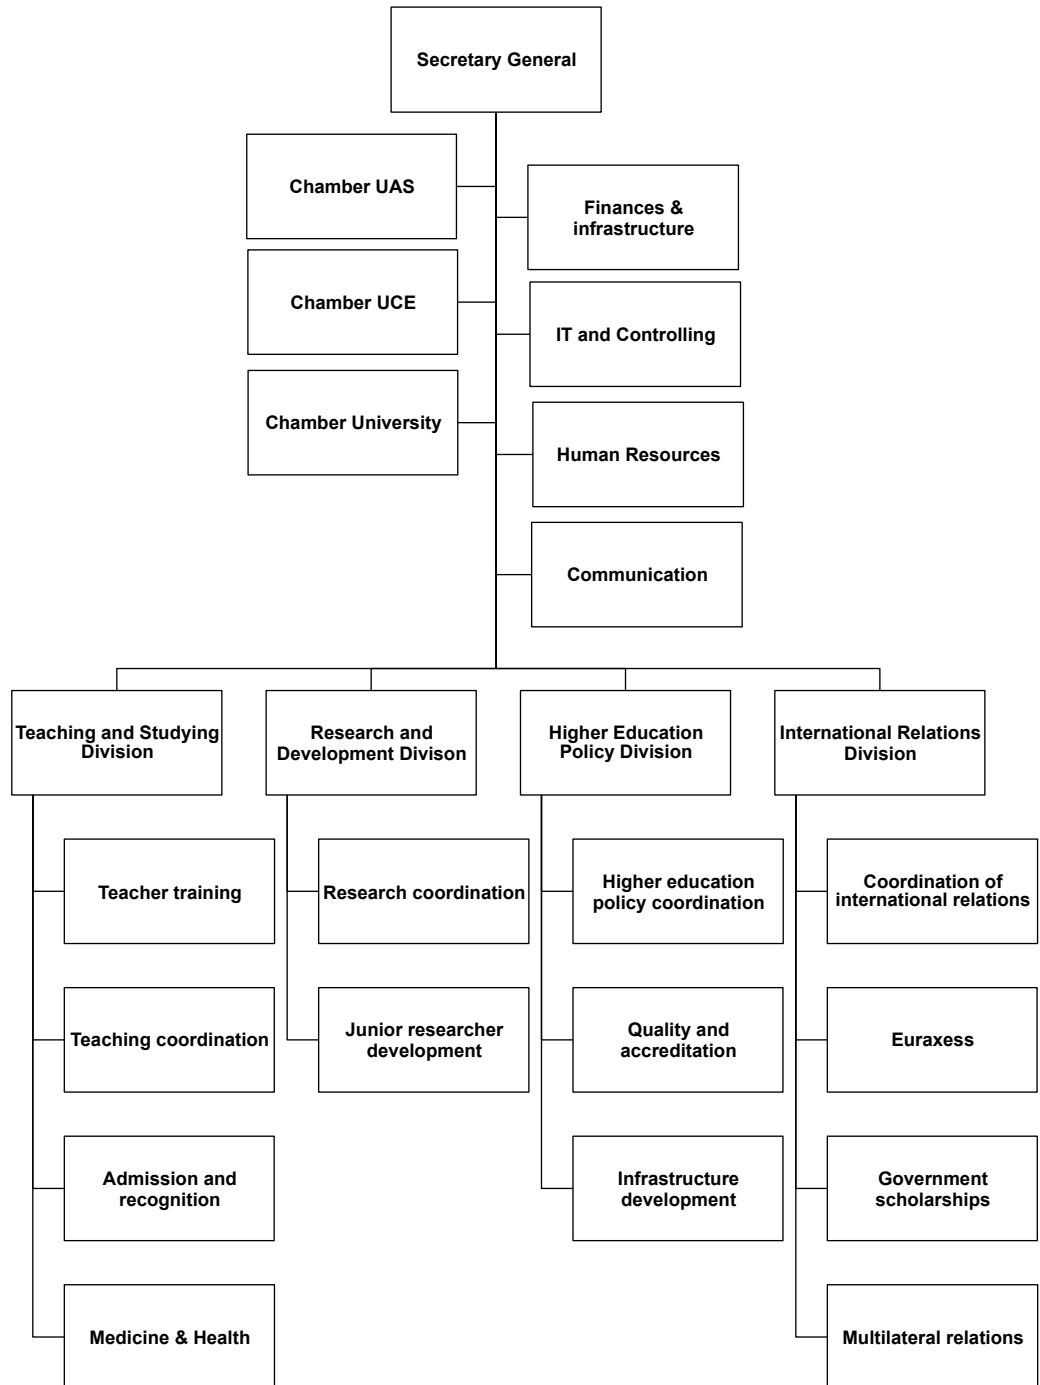 Secretary General
Chamber UAS
Finances &
infrastructure
Chamber UCE
IT and Controlling
Chamber University
Human Resources
Communication
Teaching and Studying
Division
Research and
Development Divison
Higher Education
Policy Division
International Relations
Division
Teacher training
Research coordination
Higher education
policy coordination
Coordination of
international relations
Teaching coordination
Junior researcher
development
Quality and
accreditation
Euraxess
Admission and
recognition
Infrastructure
development
Government
scholarships
Medicine & Health
Multilateral relations